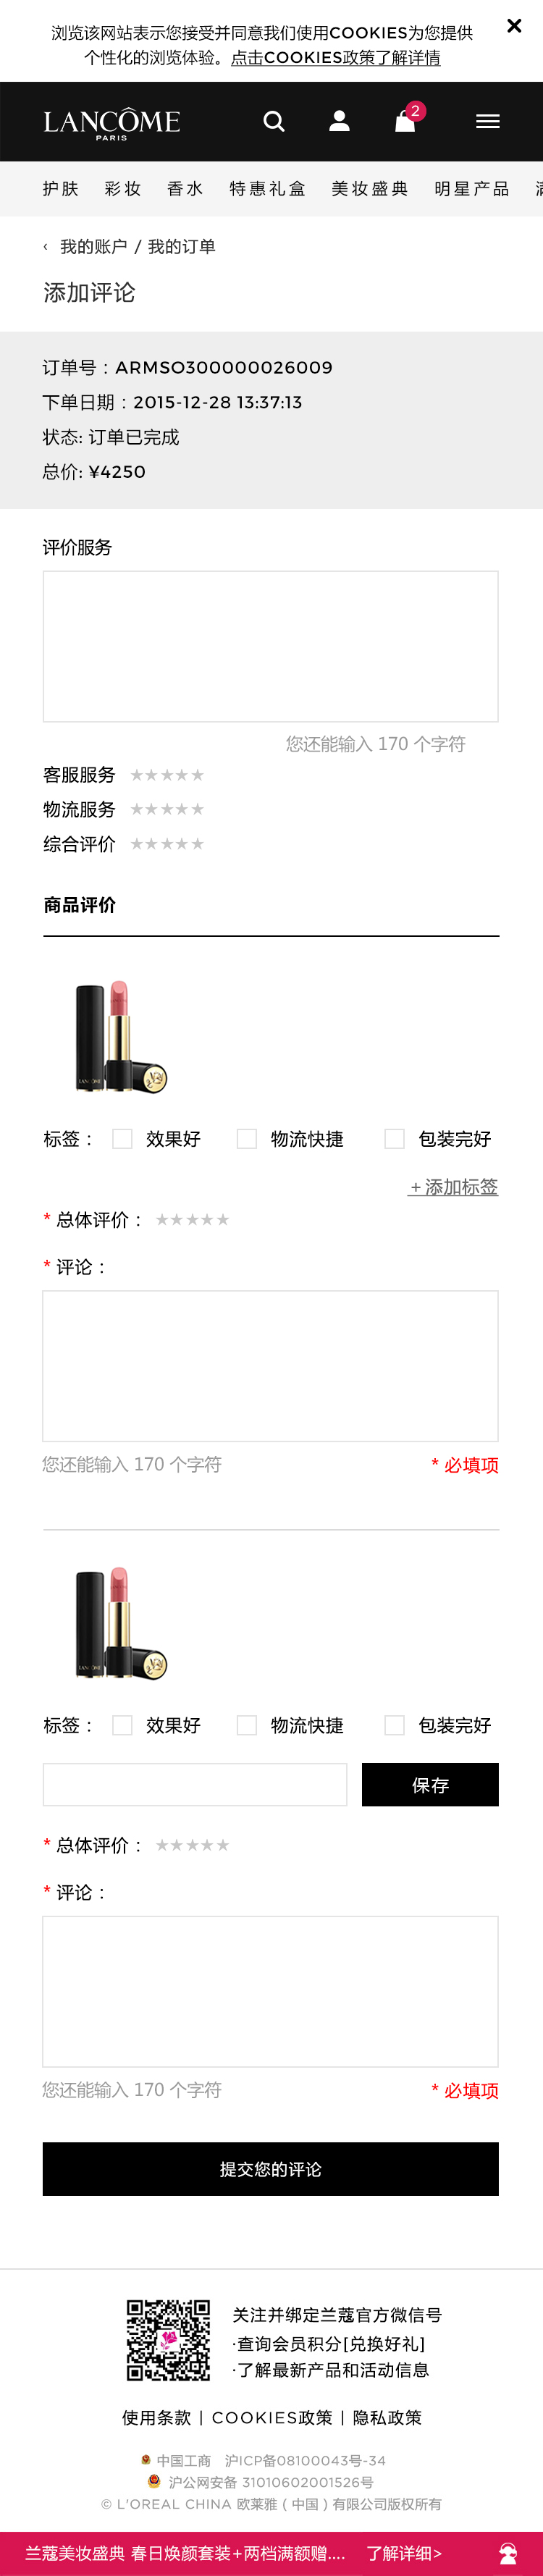 浏览该网站表示您接受并同意我们使用COOKIES为您提供
个性化的浏览体验。点击COOKIES政策了解详情
LANCÔME
PARIS
2
护肤 彩妆 香水 特惠礼盒 美妆盛典 明星产品
‹ 我的账户 / 我的订单
添加评论
订单号：ARMSO300000026009
下单日期：2015-12-28 13:37:13
状态: 订单已完成
总价: ¥4250
评价服务
您还能输入 170 个字符
客服服务 ★★★★★
物流服务 ★★★★★
综合评价 ★★★★★
商品评价
LANCÔME
标签： 效果好 物流快捷 包装完好
+ 添加标签
* 总体评价： ★★★★★
* 评论：
您还能输入 170 个字符 * 必填项
LANCÔME
标签： 效果好 物流快捷 包装完好
保存
* 总体评价： ★★★★★
* 评论：
您还能输入 170 个字符 * 必填项
提交您的评论
关注并绑定兰蔻官方微信号
·查询会员积分[兑换好礼]
·了解最新产品和活动信息
使用条款 | COOKIES政策 | 隐私政策
中国工商 沪ICP备08100043号-34
沪公网安备 31010602001526号
© L'OREAL CHINA 欧莱雅 ( 中国 ) 有限公司版权所有
兰蔻美妆盛典 春日焕颜套装+两档满额赠.... 了解详细>